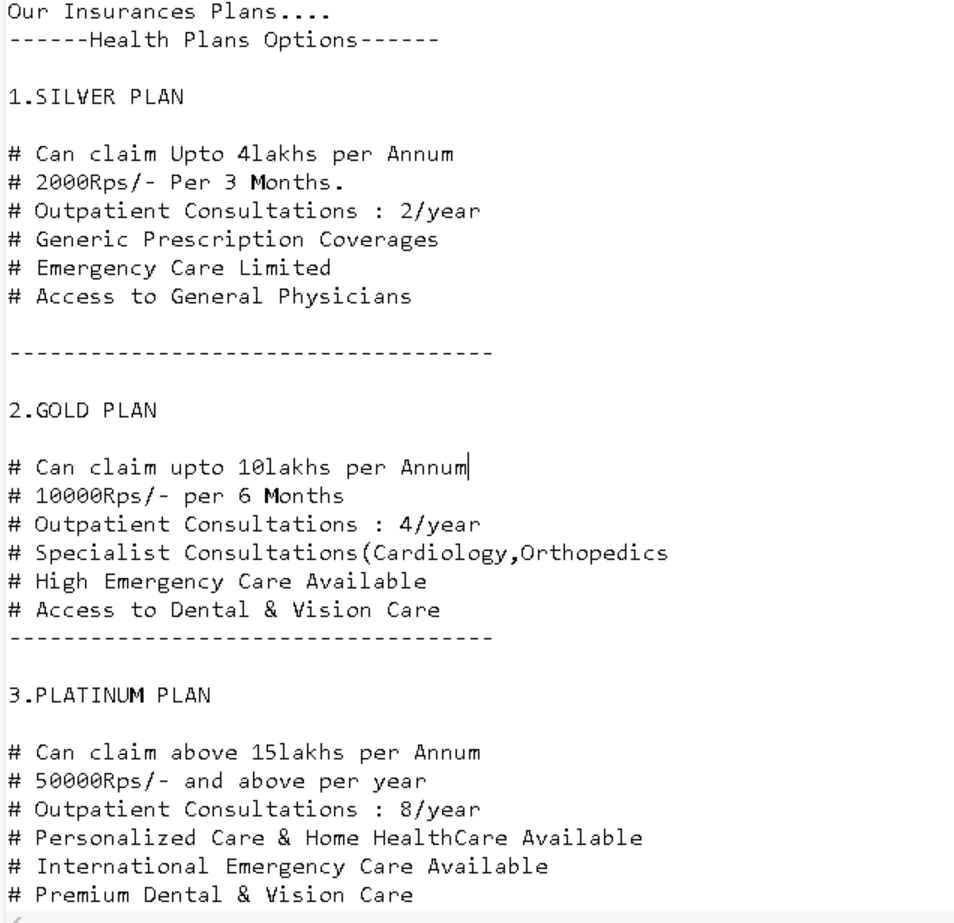 Our Insurances Plans....
------Health Plans Options------
1.SILVER PLAN
# Can claim Upto 4lakhs per Annum
# 2000Rps/- Per 3 Months.
# Outpatient Consultations : 2/year
# Generic Prescription Coverages
# Emergency Care Limited
# Access to General Physicians
------------------------------------
2.GOLD PLAN
# Can claim upto 10lakhs per Annum
# 10000Rps/- per 6 Months
# Outpatient Consultations : 4/year
# Specialist Consultations(Cardiology,Orthopedics
# High Emergency Care Available
# Access to Dental & Vision Care
------------------------------------
3.PLATINUM PLAN
# Can claim above 15lakhs per Annum
# 50000Rps/- and above per year
# Outpatient Consultations : 8/year
# Personalized Care & Home HealthCare Available
# International Emergency Care Available
# Premium Dental & Vision Care